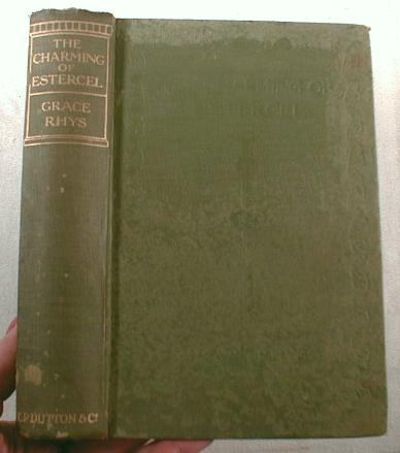 THE
CHARMING
OF
ESTERCEL
GRACE
RHYS
E.P. DUTTON & Co